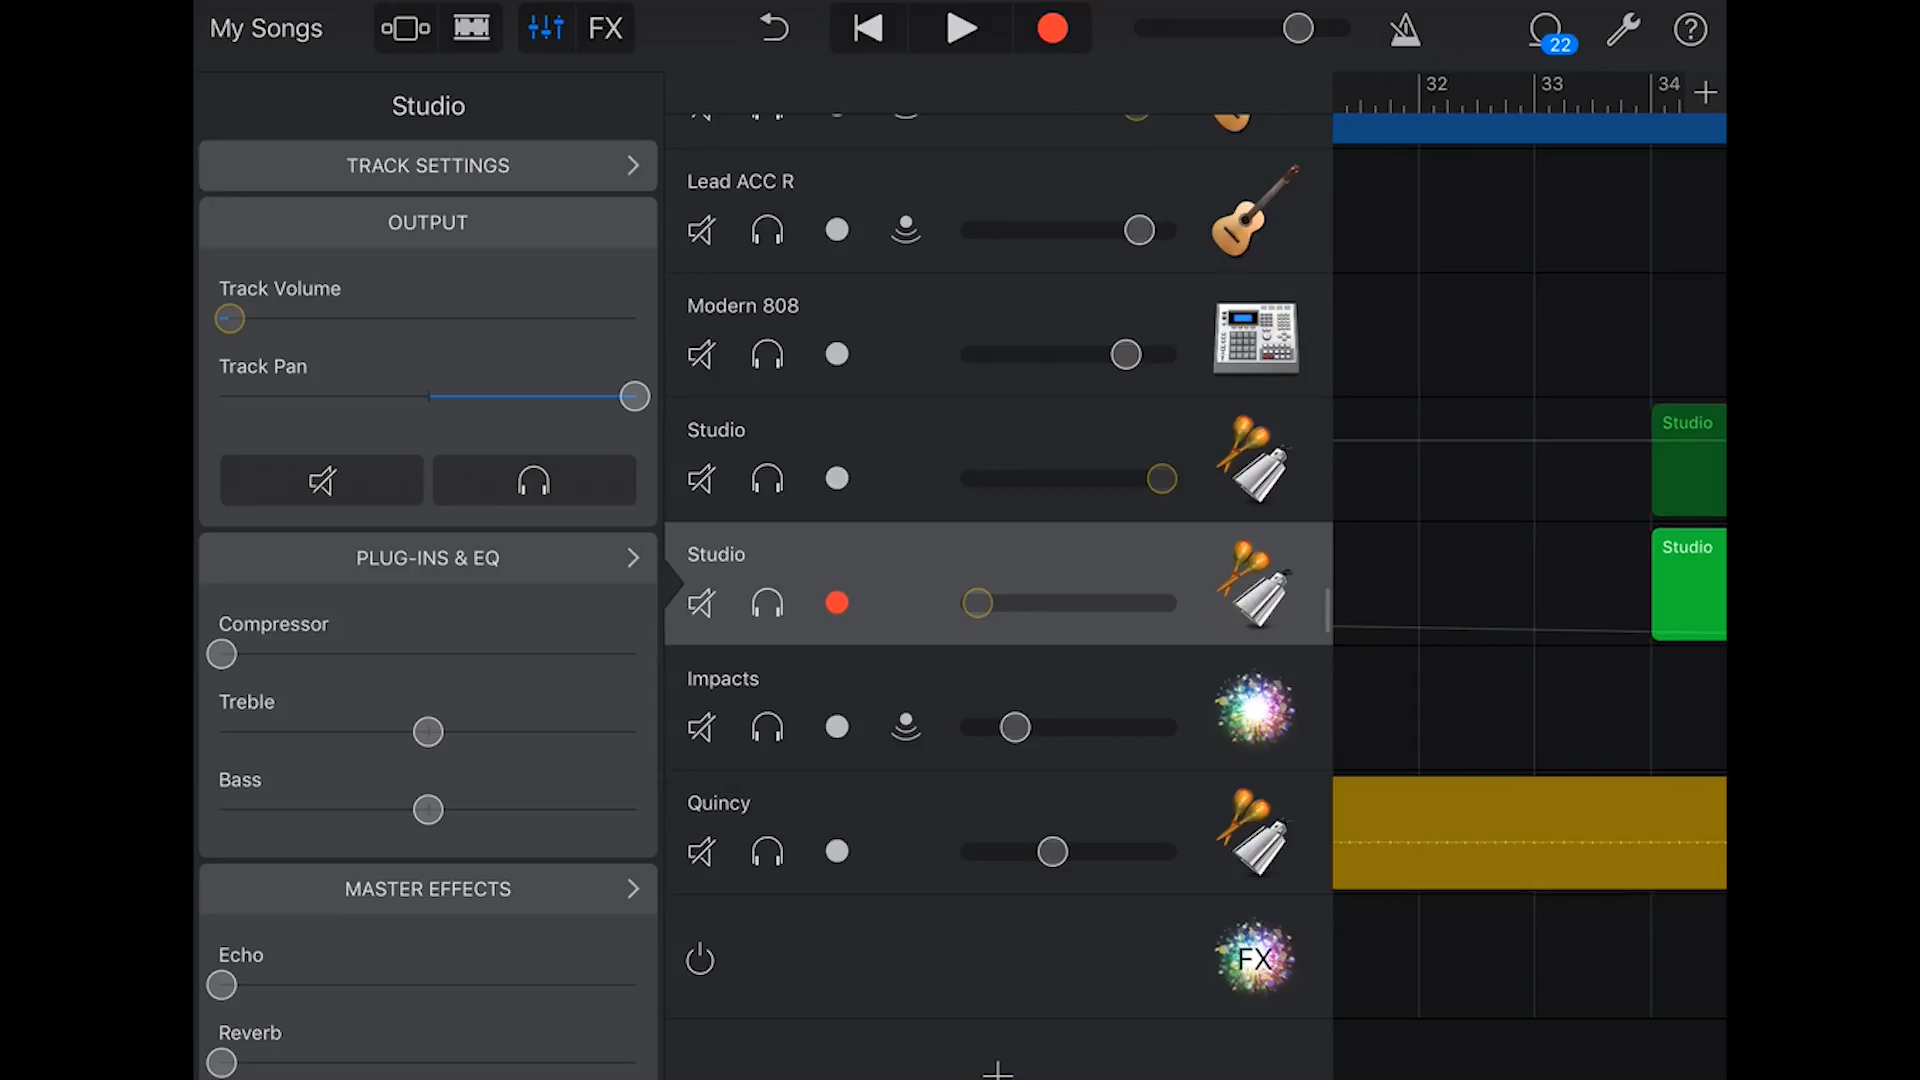 My Songs
FX
22
32
33
34
Studio
TRACK SETTINGS
OUTPUT
Track Volume
Track Pan
PLUG-INS & EQ
Compressor
Treble
Bass
MASTER EFFECTS
Echo
Reverb
Lead ACC R
Modern 808
Studio
Studio
Studio
Studio
Impacts
Quincy
FX